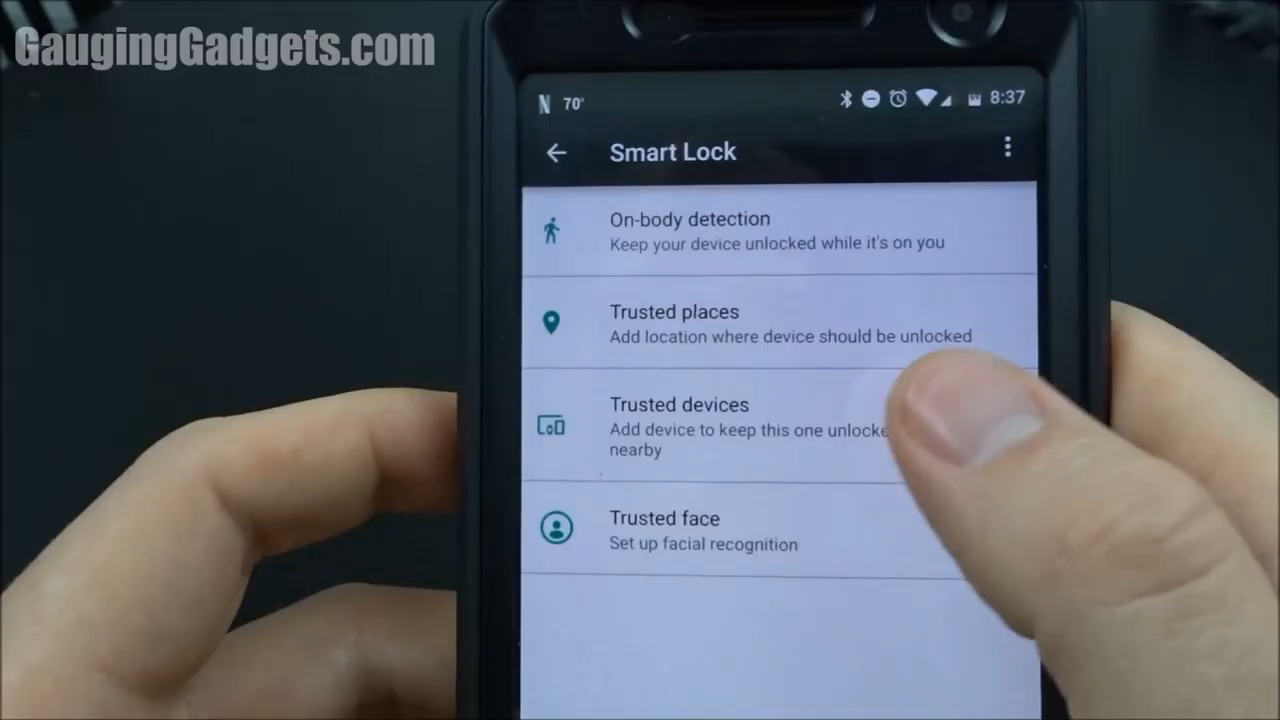 GaugingGadgets.com
N 70° 8:37
Smart Lock
On-body detection
Keep your device unlocked while it's on you
Trusted places
Add location where device should be unlocked
Trusted devices
Add device to keep this one unlocke
nearby
Trusted face
Set up facial recognition